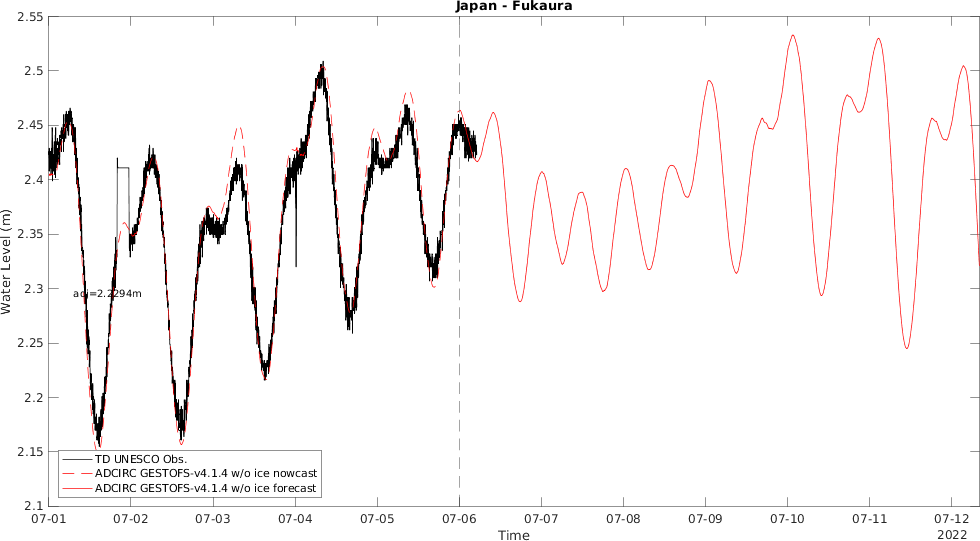 Japan - Fukaura
2.55
2.5
2.45
2.4
2.35
2.3
2.25
2.2
2.15
2.1
Water Level (m)
adj=2.2294m
TD UNESCO Obs.
ADCIRC GESTOFS-v4.1.4 w/o ice nowcast
ADCIRC GESTOFS-v4.1.4 w/o ice forecast
07-01 07-02 07-03 07-04 07-05 07-06 07-07 07-08 07-09 07-10 07-11 07-12
Time 2022